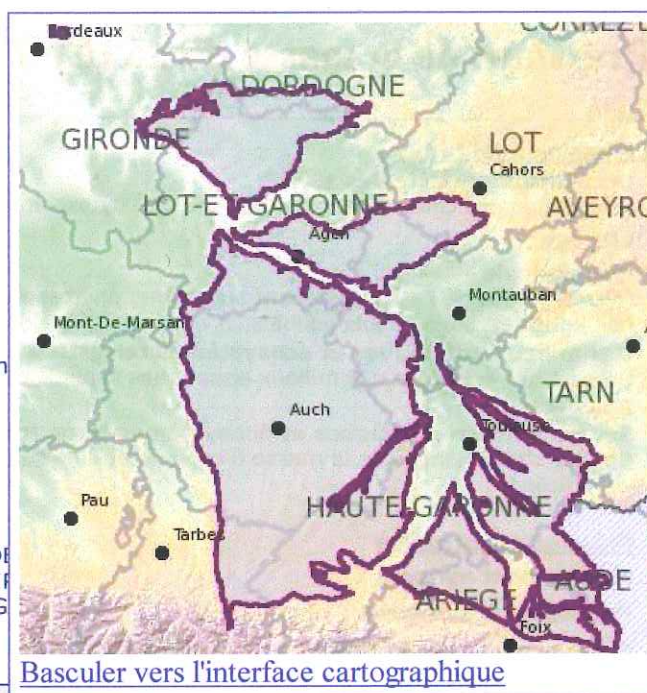 CORREZE
Bordeaux
DORDOGNE
GIRONDE
LOT
Cahors
LOT-ET-GARONNE
AVEYRO
Agen
Montauban
Mont-De-Marsan
TARN
Auch
Toulouse
HAUTE-GARONNE
Pau
Tarbes
AUDE
ARIEGE
Foix
Basculer vers l'interface cartographique